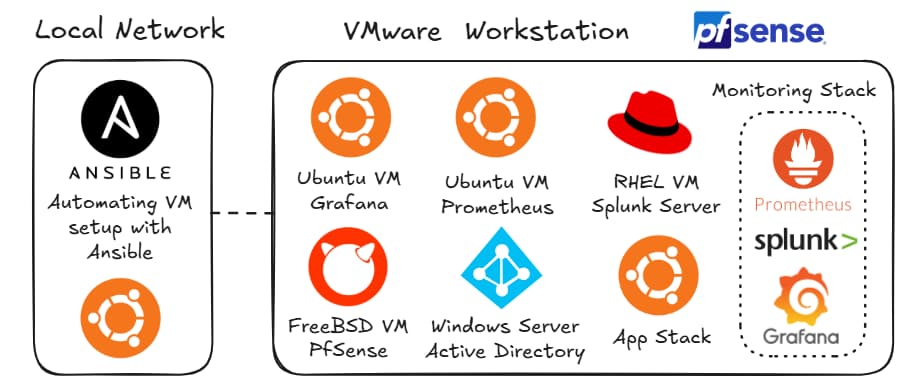 Local Network
VMware Workstation
pfsense
ANSIBLE
Automating VM
setup with
Ansible
Ubuntu VM
Grafana
Ubuntu VM
Prometheus
RHEL VM
Splunk Server
FreeBSD VM
PfSense
Windows Server
Active Directory
App Stack
Monitoring Stack
Prometheus
splunk>
Grafana